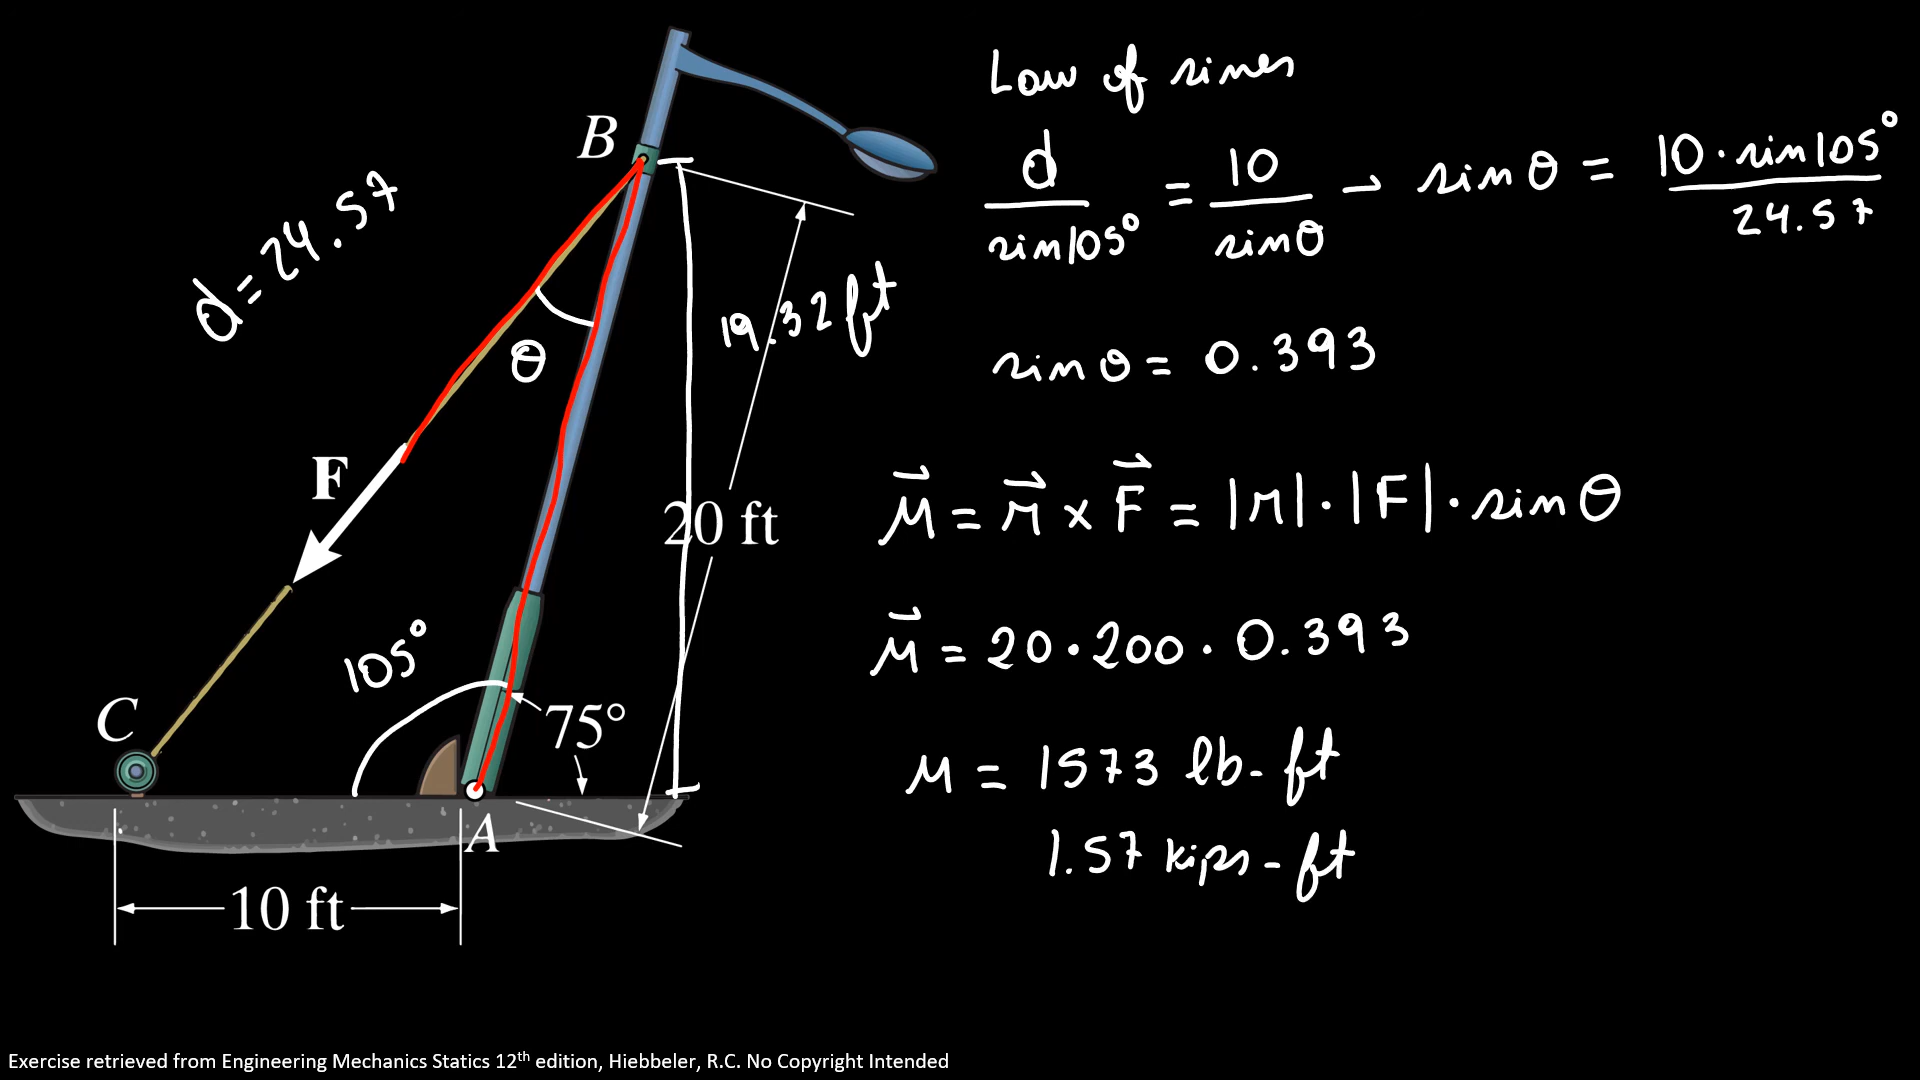 Law of sines
d/sin105° = 10/sinθ → sinθ = 10·sin105°/24.57
sinθ = 0.393
M = r x F = |r|·|F|·sinθ
M = 20·200·0.393
M = 1573 lb-ft
1.57 kips-ft
B
d = 24.57
θ
19.32 ft
F
20 ft
105°
C
75°
A
10 ft
Exercise retrieved from Engineering Mechanics Statics 12th edition, Hiebbeler, R.C. No Copyright Intended